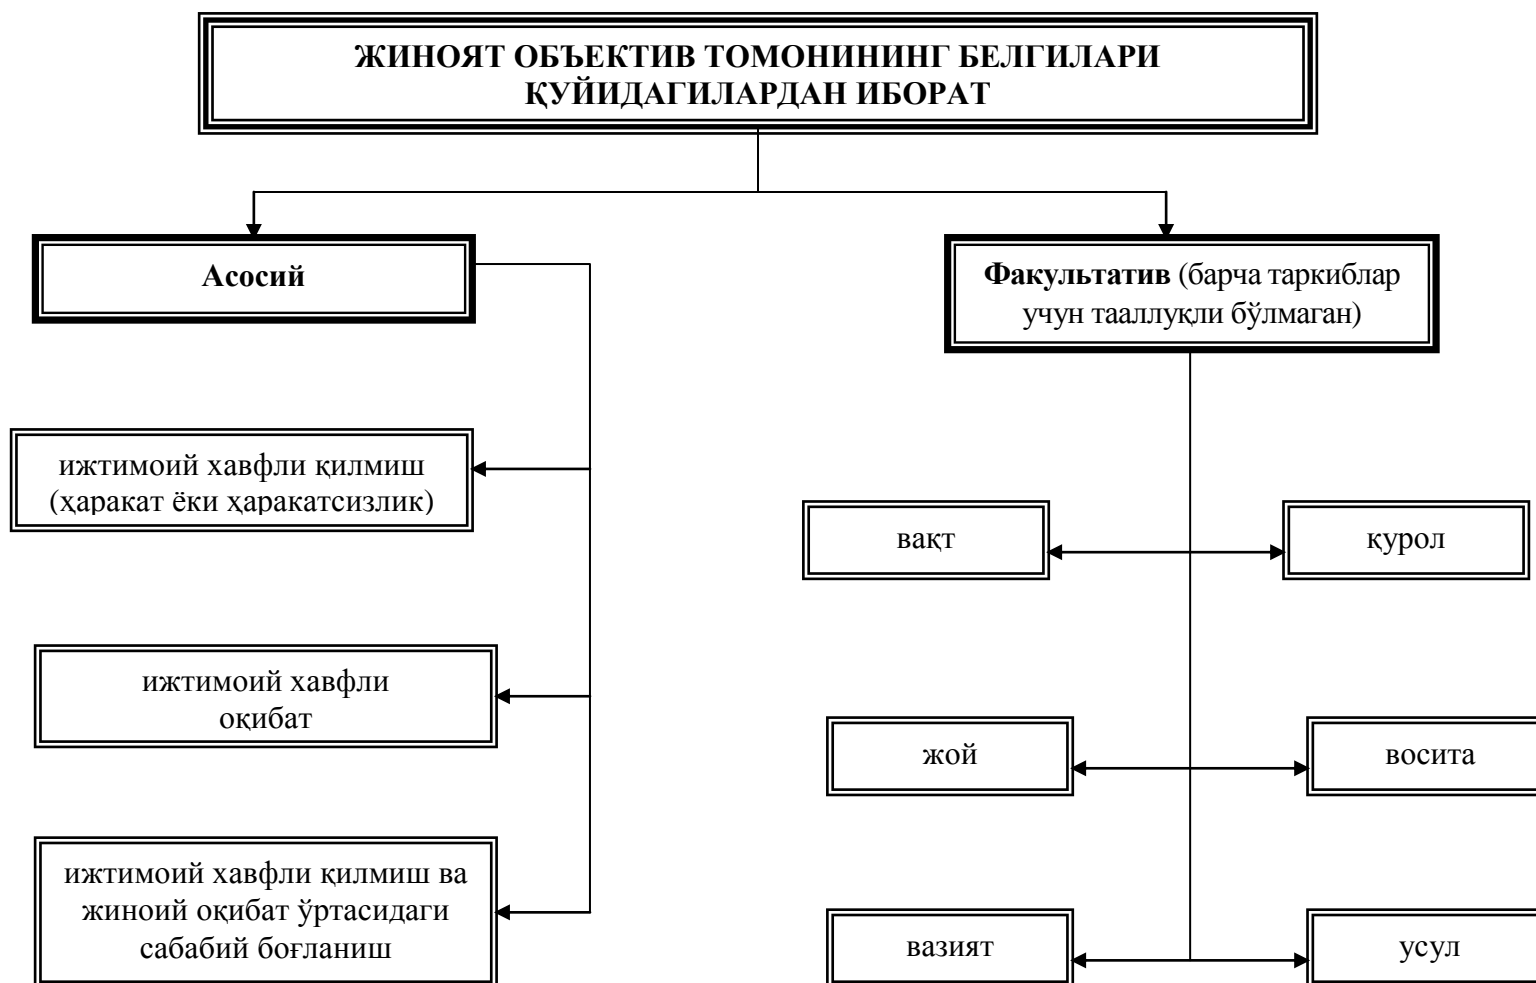 ЖИНОЯТ ОБЪЕКТИВ ТОМОНИНИНГ БЕЛГИЛАРИ
ҚУЙИДАГИЛАРДАН ИБОРАТ
Асосий
Факультатив (барча таркиблар
учун тааллуқли бўлмаган)
ижтимоий хавфли қилмиш
(ҳаракат ёки ҳаракатсизлик)
вақт
қурол
ижтимоий хавфли
оқибат
жой
восита
ижтимоий хавфли қилмиш ва
жиноий оқибат ўртасидаги
сабабий боғланиш
вазият
усул